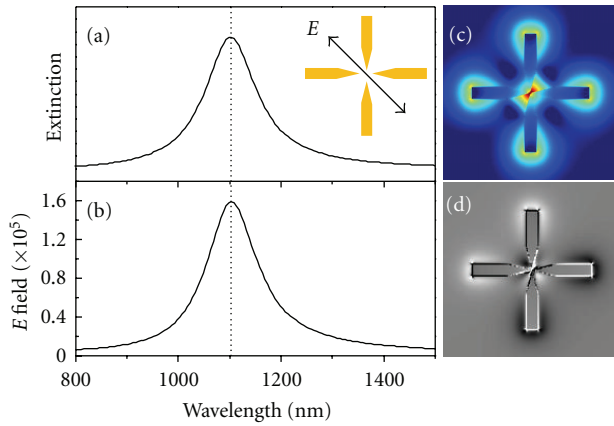 (a)
E
Extinction
(b)
1.6
1.2
0.8
0.4
0
E field (×10⁵)
800
1000
1200
1400
Wavelength (nm)
(c)
(d)